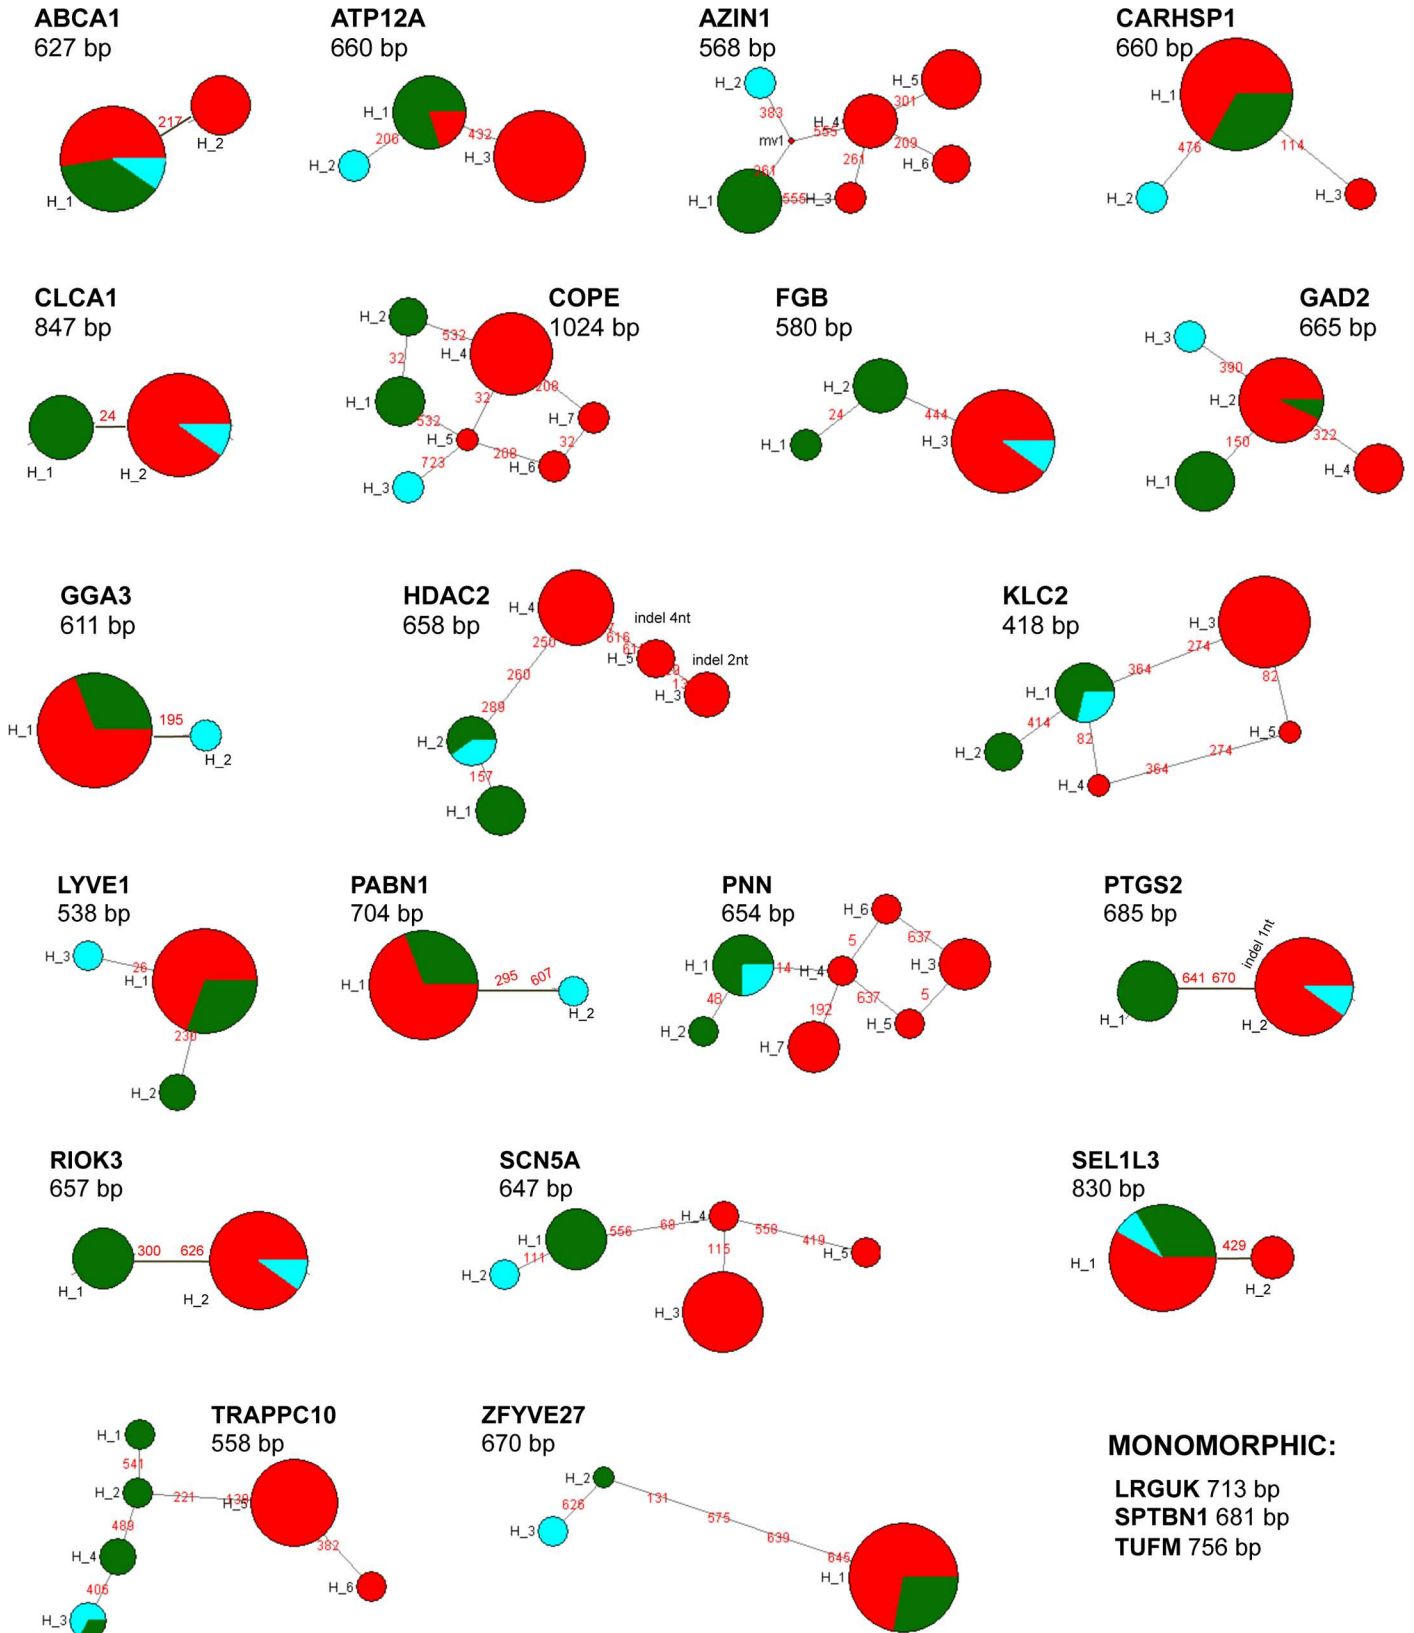 ABCA1
627 bp
217
H_2
H_1
ATP12A
660 bp
H_1
206
432
H_2
H_3
AZIN1
568 bp
H_2
H_5
383
301
H_4
mv1
555
209
261
H_6
261
H_1
555
H_3
CARHSP1
660 bp
H_1
476
114
H_2
H_3
CLCA1
847 bp
24
H_1
H_2
COPE
1024 bp
H_2
532
H_4
32
208
32
H_1
532
H_7
H_5
32
208
723
H_6
H_3
FGB
580 bp
H_2
24
444
H_1
H_3
GAD2
665 bp
H_3
390
H_2
150
322
H_4
H_1
GGA3
611 bp
H_1
195
H_2
HDAC2
658 bp
H_4
indel 4nt
616
250
H_5
indel 2nt
260
H_3
289
H_2
157
H_1
KLC2
418 bp
H_3
274
364
82
H_1
414
H_5
82
274
H_2
364
H_4
LYVE1
538 bp
H_3
26
H_1
230
H_2
PABN1
704 bp
H_1
295
607
H_2
PNN
654 bp
H_6
5
637
H_1
14
H_4
H_3
48
637
5
192
H_2
H_5
H_7
PTGS2
685 bp
indel 1nt
641 670
H_1
H_2
RIOK3
657 bp
300
626
H_1
H_2
SCN5A
647 bp
H_4
556
68
558
H_1
419
111
115
H_5
H_2
H_3
SEL1L3
830 bp
429
H_1
H_2
TRAPPC10
558 bp
H_1
541
H_2
221
139
H_5
489
382
H_4
H_6
406
H_3
ZFYVE27
670 bp
H_2
626
131
575
H_3
639
645
H_1
MONOMORPHIC:
LRGUK 713 bp
SPTBN1 681 bp
TUFM 756 bp